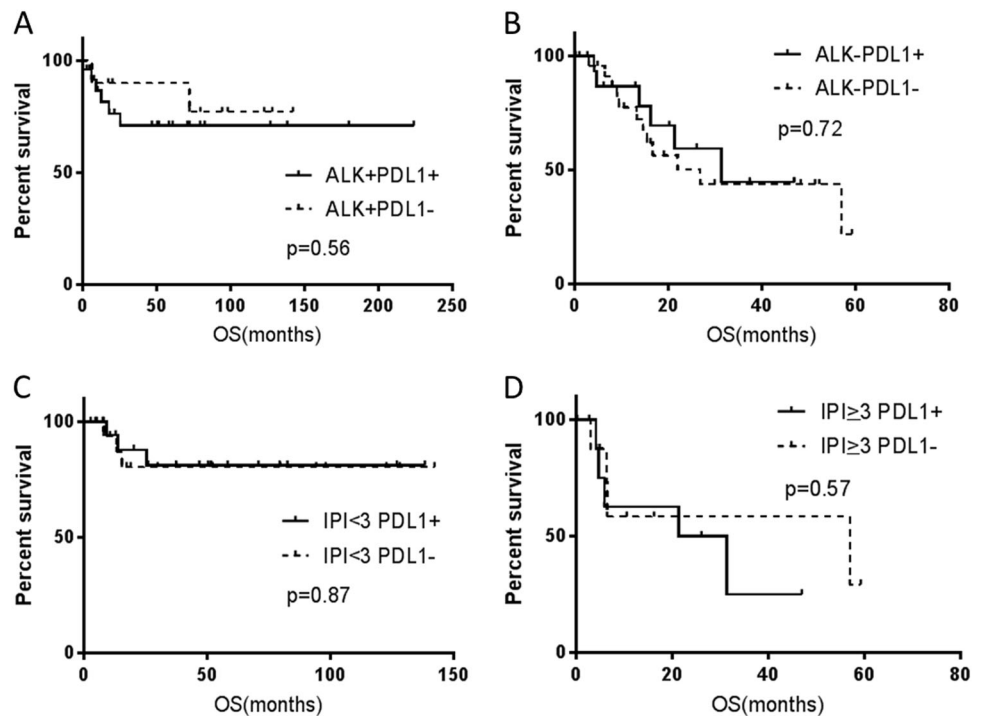 A
Percent survival
100
50
0
0 50 100 150 200 250
OS(months)
ALK+PDL1+
ALK+PDL1-
p=0.56
B
Percent survival
100
50
0
0 20 40 60 80
OS(months)
ALK-PDL1+
ALK-PDL1-
p=0.72
C
Percent survival
100
50
0
0 50 100 150
OS(months)
IPI<3 PDL1+
IPI<3 PDL1-
p=0.87
D
Percent survival
100
50
0
0 20 40 60 80
OS(months)
IPI≥3 PDL1+
IPI≥3 PDL1-
p=0.57